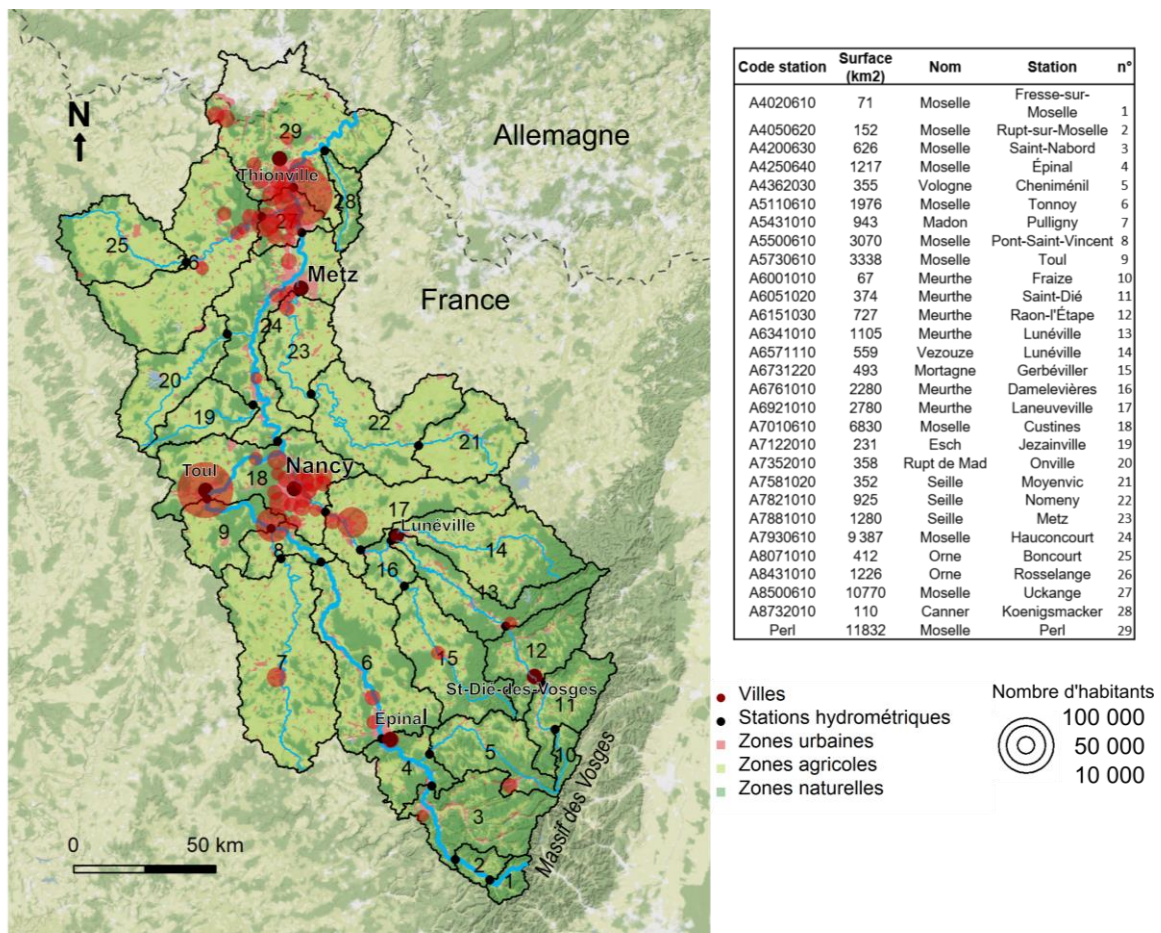 N
Allemagne
29
Thionville
28
27
25
26
Metz
France
24
23
20
22
19
21
Toul
Nancy
18
17
Lunéville
9
14
8
16
13
12
7
6
15
St-Dié-des-Vosges
11
Epinal
5
10
4
3
Massif des Vosges
2
1
0 50 km
Code station Surface (km2) Nom Station n°
A4020610 71 Moselle Fresse-sur-Moselle 1
A4050620 152 Moselle Rupt-sur-Moselle 2
A4200630 626 Moselle Saint-Nabord 3
A4250640 1217 Moselle Épinal 4
A4362030 355 Vologne Cheniménil 5
A5110610 1976 Moselle Tonnoy 6
A5431010 943 Madon Pulligny 7
A5500610 3070 Moselle Pont-Saint-Vincent 8
A5730610 3338 Moselle Toul 9
A6001010 67 Meurthe Fraize 10
A6051020 374 Meurthe Saint-Dié 11
A6151030 727 Meurthe Raon-l'Étape 12
A6341010 1105 Meurthe Lunéville 13
A6571110 559 Vezouze Lunéville 14
A6731220 493 Mortagne Gerbéviller 15
A6761010 2280 Meurthe Damelevières 16
A6921010 2780 Meurthe Laneuveville 17
A7010610 6830 Moselle Custines 18
A7122010 231 Esch Jezainville 19
A7352010 358 Rupt de Mad Onville 20
A7581020 352 Seille Moyenvic 21
A7821010 925 Seille Nomeny 22
A7881010 1280 Seille Metz 23
A7930610 9 387 Moselle Hauconcourt 24
A8071010 412 Orne Boncourt 25
A8431010 1226 Orne Rosselange 26
A8500610 10770 Moselle Uckange 27
A8732010 110 Canner Koenigsmacker 28
Perl 11832 Moselle Perl 29
Villes
Stations hydrométriques
Zones urbaines
Zones agricoles
Zones naturelles
Nombre d'habitants
100 000
50 000
10 000